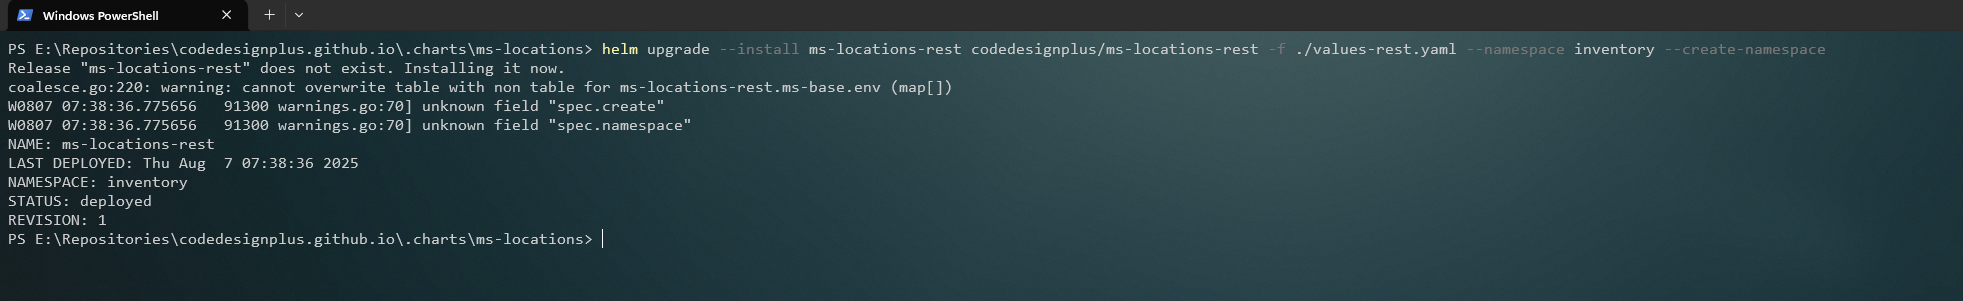 Windows PowerShell
PS E:\Repositories\codedesignplus.github.io\.charts\ms-locations> helm upgrade --install ms-locations-rest codedesignplus/ms-locations-rest -f ./values-rest.yaml --namespace inventory --create-namespace
Release "ms-locations-rest" does not exist. Installing it now.
coalesce.go:220: warning: cannot overwrite table with non table for ms-locations-rest.ms-base.env (map[])
W0807 07:38:36.775656   91300 warnings.go:70] unknown field "spec.create"
W0807 07:38:36.775656   91300 warnings.go:70] unknown field "spec.namespace"
NAME: ms-locations-rest
LAST DEPLOYED: Thu Aug  7 07:38:36 2025
NAMESPACE: inventory
STATUS: deployed
REVISION: 1
PS E:\Repositories\codedesignplus.github.io\.charts\ms-locations>